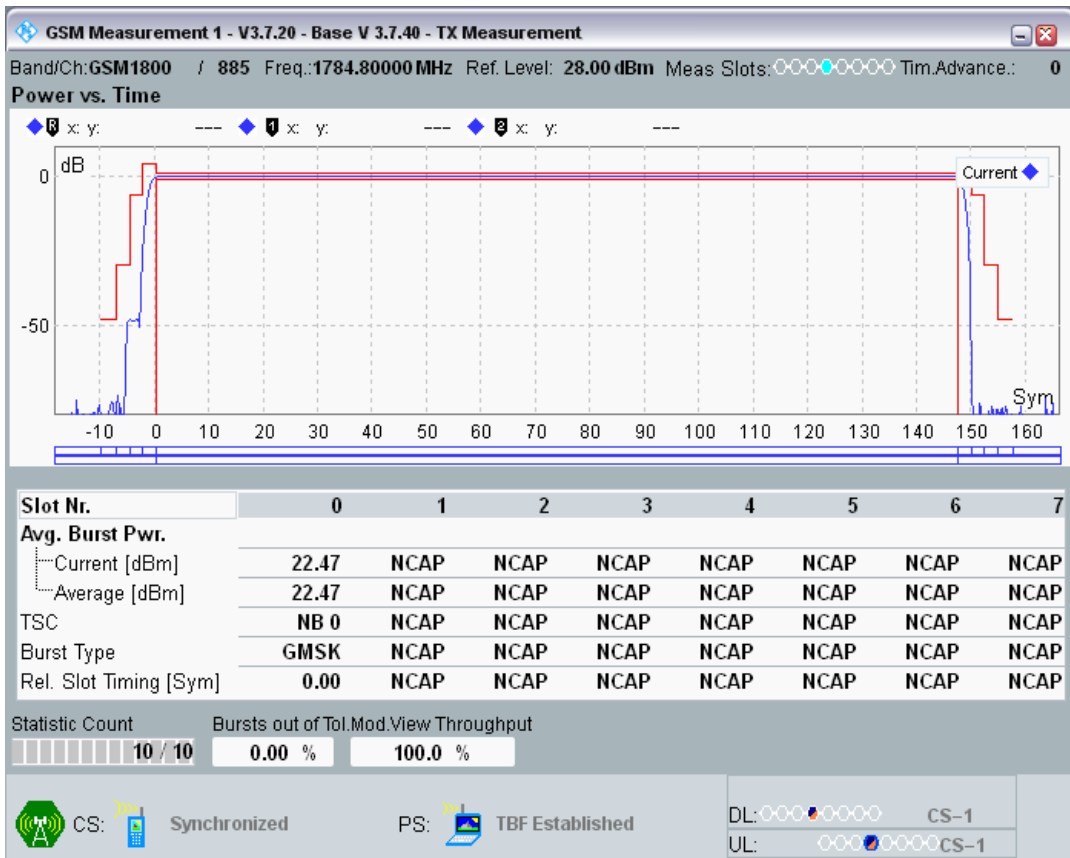 GSM Measurement 1 - V3.7.20 - Base V 3.7.40 - TX Measurement
Band/Ch:GSM1800 / 885 Freq.:1784.80000 MHz Ref. Level: 28.00 dBm Meas Slots: Tim.Advance.: 0
Power vs. Time
R x: y: --- 1 x: y: --- 2 x: y: ---
dB
Current
0
-50
Sym
-10 0 10 20 30 40 50 60 70 80 90 100 110 120 130 140 150 160
Slot Nr. 0 1 2 3 4 5 6 7
Avg. Burst Pwr.
Current [dBm] 22.47 NCAP NCAP NCAP NCAP NCAP NCAP NCAP
Average [dBm] 22.47 NCAP NCAP NCAP NCAP NCAP NCAP NCAP
TSC NB 0 NCAP NCAP NCAP NCAP NCAP NCAP NCAP
Burst Type GMSK NCAP NCAP NCAP NCAP NCAP NCAP NCAP
Rel. Slot Timing [Sym] 0.00 NCAP NCAP NCAP NCAP NCAP NCAP NCAP
Statistic Count Bursts out of Tol.Mod.View Throughput
10 / 10 0.00 % 100.0 %
CS: Synchronized PS: TBF Established
DL: CS-1
UL: CS-1